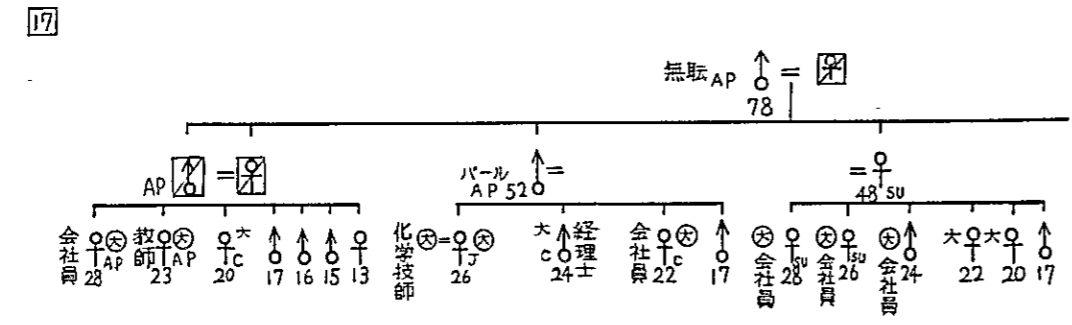 17
無転 AP
78
AP
パール
AP 52
48 SU
会社員 28 大 AP
教師 23 大 AP
20 大 C
17
16
15
13
化学技師 大
26 大 J
大 C 24 経理士
会社員 22 大 C
17
大 会社員 28 SU
大 会社員 26 SU
大 会社員 24
大 22
大 20
17